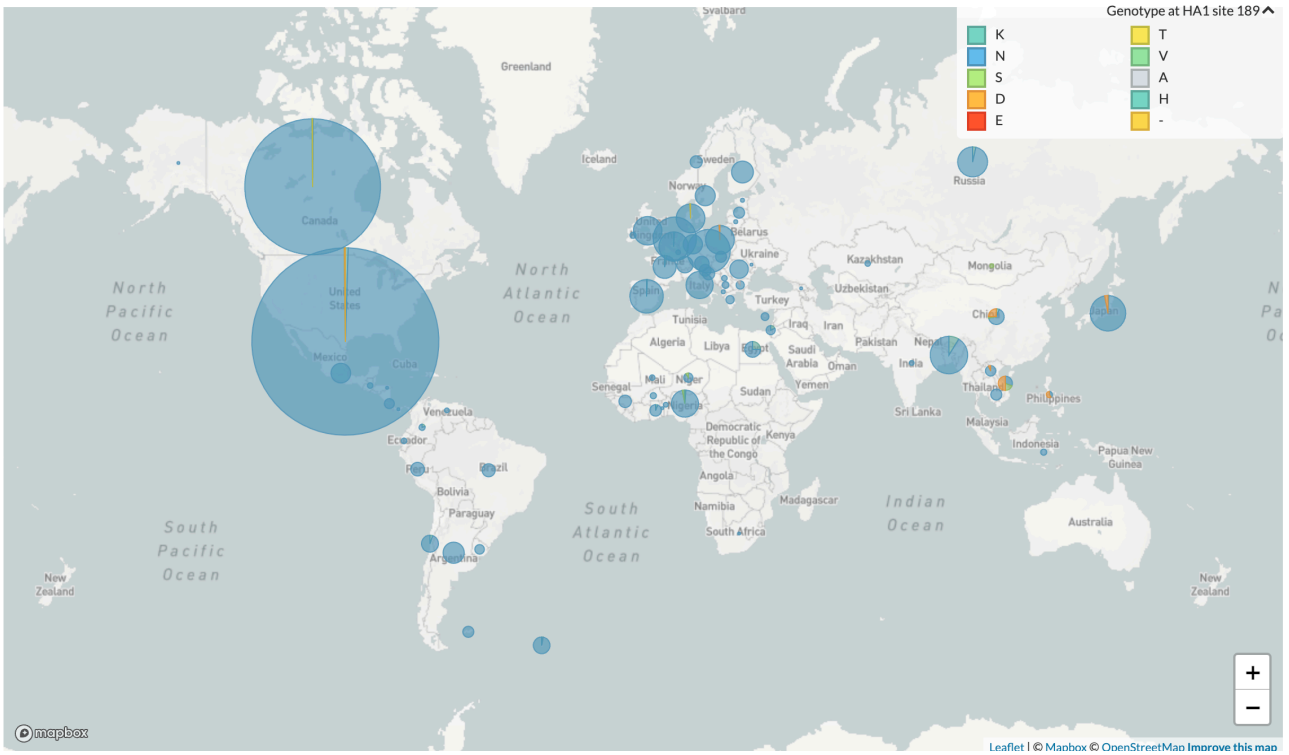 Svalbard
Genotype at HA1 site 189
K
T
N
V
S
A
D
H
E
-
Greenland
Iceland
Sweden
Norway
Russia
Canada
United
Belarus
Ukraine
Kazakhstan
Mongolia
North
Pacific
Ocean
North
Atlantic
Ocean
United
States
Spain
Italy
Uzbekistan
Turkey
Japan
Tunisia
Iraq
Iran
Algeria
Libya
Egypt
Saudi
Arabia
Pakistan
Nepal
Oman
India
Mexico
Cuba
Senegal
Mali
Niger
Sudan
Yemen
Thailand
Philippines
Nigeria
Venezuela
Sri Lanka
Malaysia
Democratic
Republic of
the Congo
Kenya
Ecuador
Indonesia
Papua New
Guinea
Peru
Brazil
Angola
Bolivia
Paraguay
Namibia
Madagascar
South
Pacific
Ocean
South
Atlantic
Ocean
Indian
Ocean
Australia
South Africa
Argentina
New
Zealand
New
Zealand
N
Pa
Oc
+
−
mapbox
Leaflet | © Mapbox © OpenStreetMap Improve this map